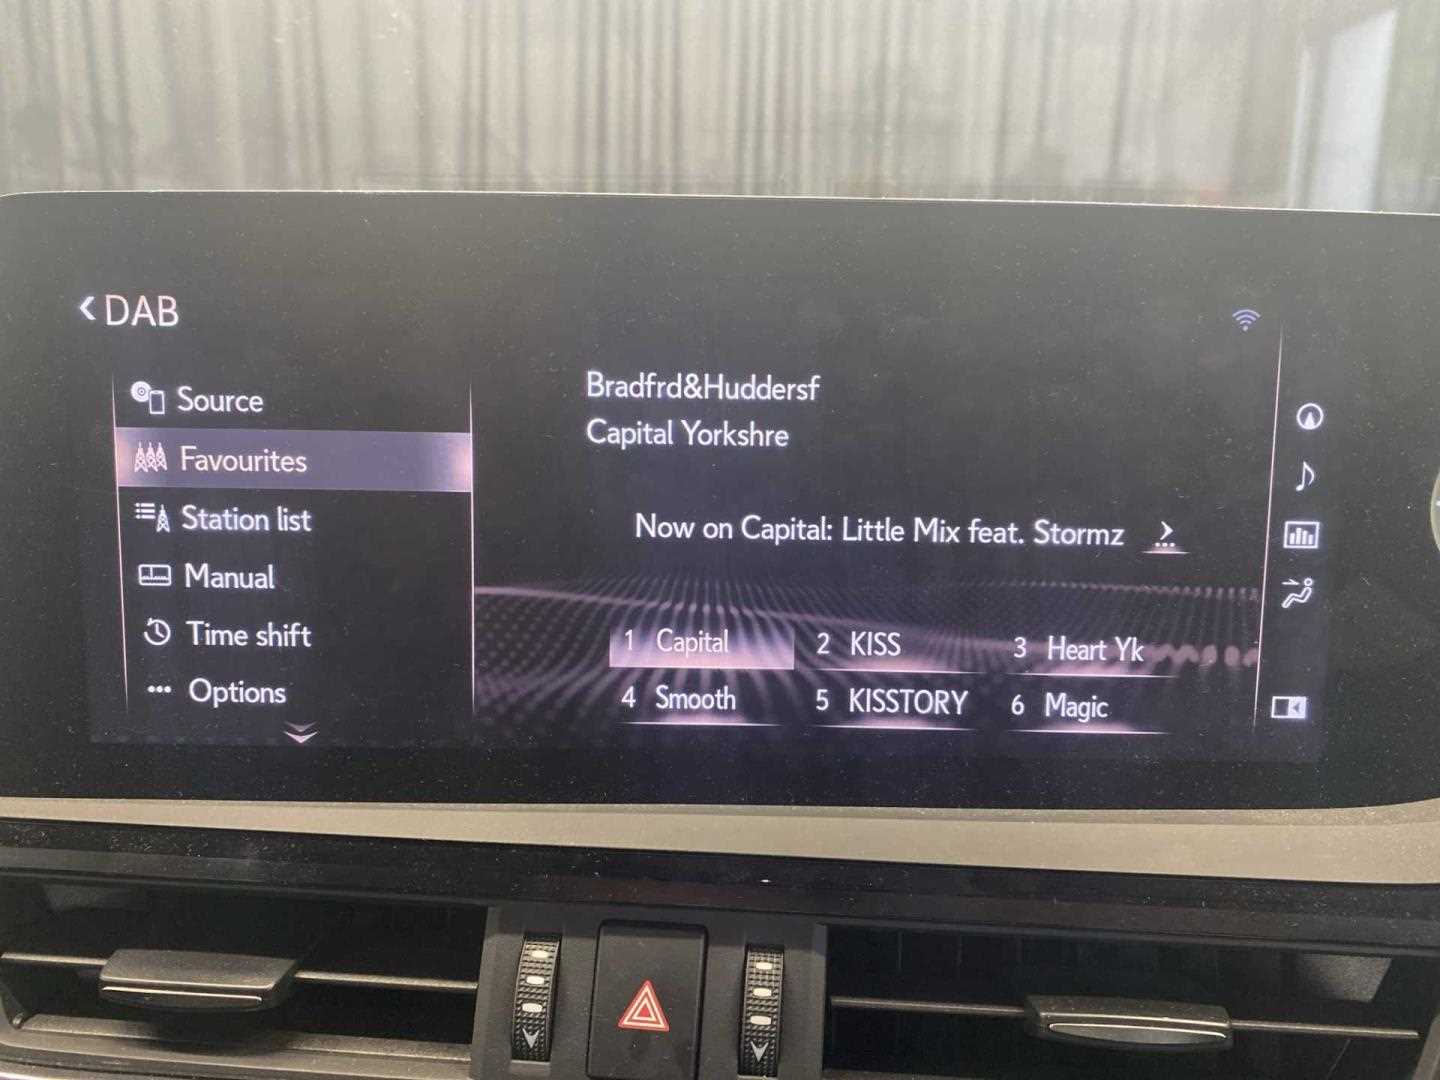 DAB
Source
Favourites
Station list
Manual
Time shift
Options
Bradfrd&Huddersf
Capital Yorkshre
Now on Capital: Little Mix feat. Stormz
1 Capital
2 KISS
3 Heart Yk
4 Smooth
5 KISSTORY
6 Magic